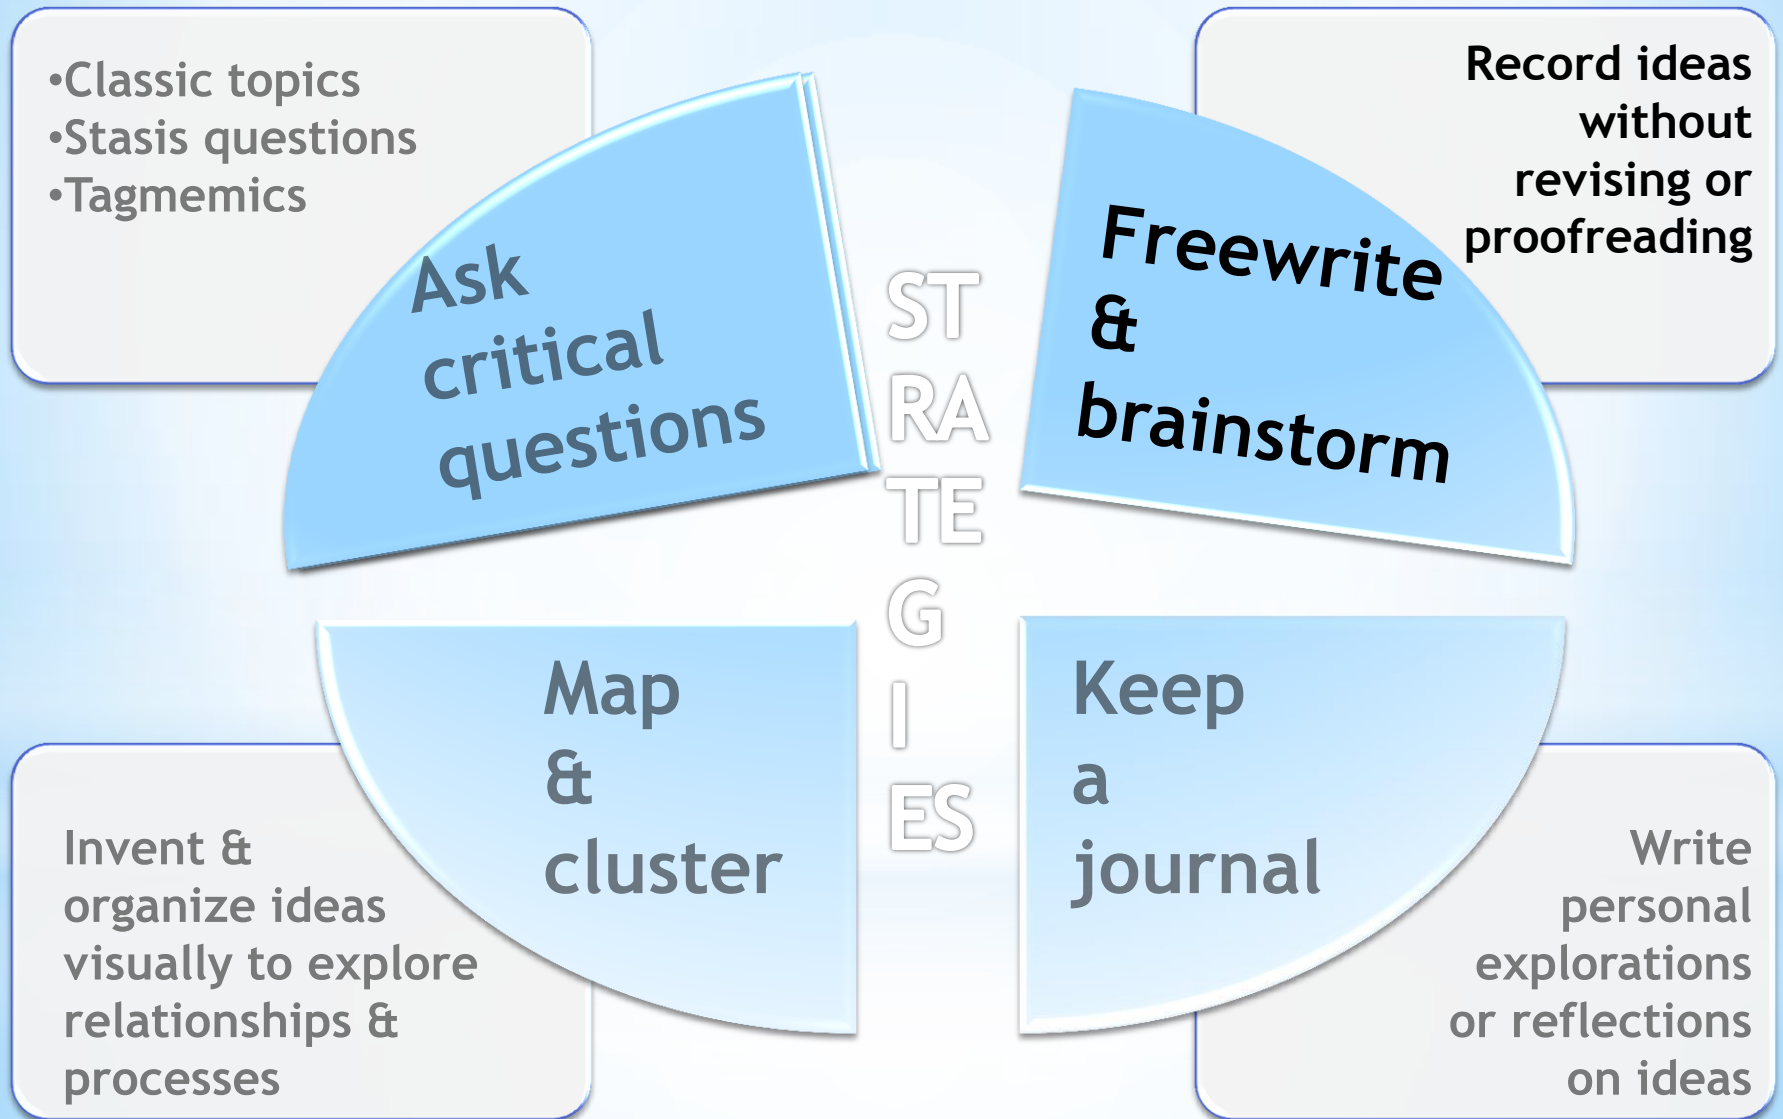 •Classic topics
•Stasis questions
•Tagmemics
Ask
critical
questions
Record ideas
without
revising or
proofreading
Freewrite
&
brainstorm
ST
RA
TE
G
I
ES
Map
&
cluster
Invent &
organize ideas
visually to explore
relationships &
processes
Keep
a
journal
Write
personal
explorations
or reflections
on ideas